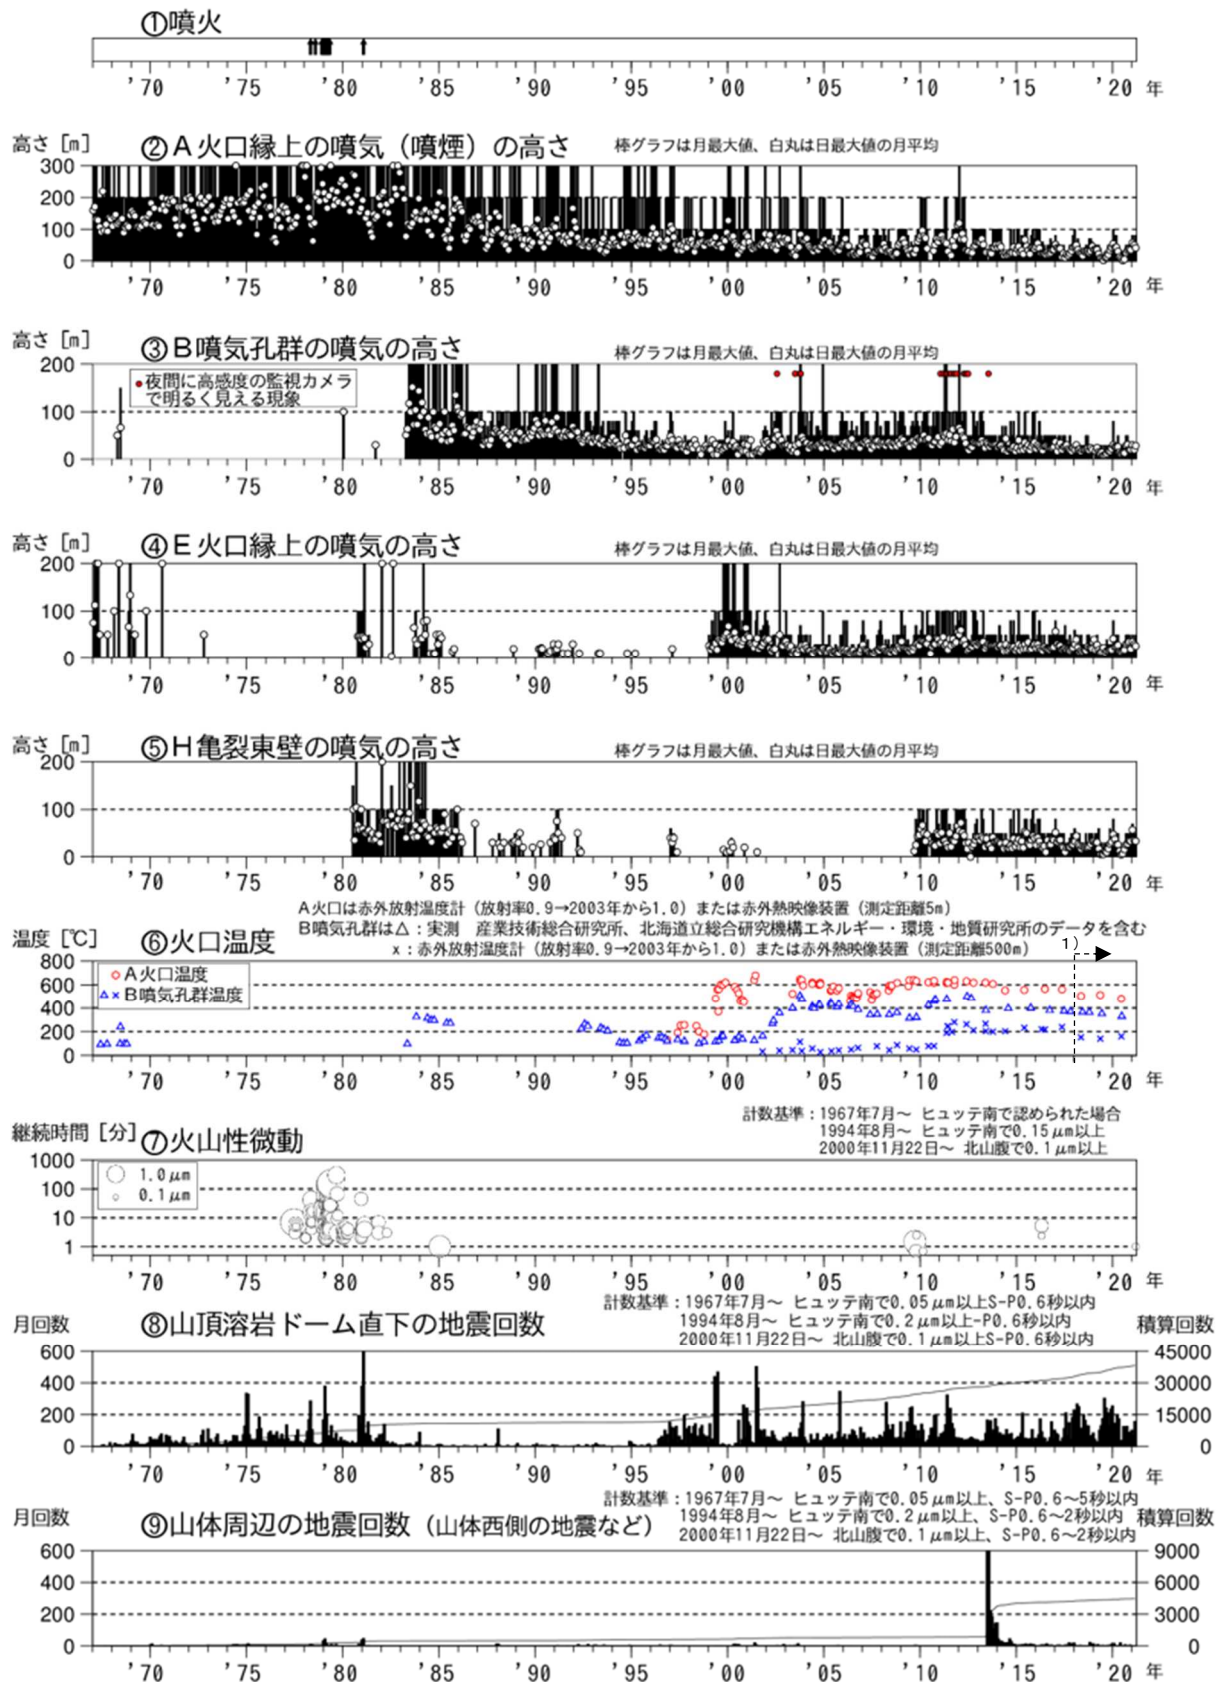 ①噴火
'70 '75 '80 '85 '90 '95 '00 '05 '10 '15 '20 年
高さ[m] ②A火口縁上の噴気（噴煙）の高さ 棒グラフは月最大値、白丸は日最大値の月平均
300
200
100
0
'70 '75 '80 '85 '90 '95 '00 '05 '10 '15 '20 年
高さ[m] ③B噴気孔群の噴気の高さ 棒グラフは月最大値、白丸は日最大値の月平均
200
●夜間に高感度の監視カメラ
で明るく見える現象
100
0
'70 '75 '80 '85 '90 '95 '00 '05 '10 '15 '20 年
高さ[m] ④E火口縁上の噴気の高さ 棒グラフは月最大値、白丸は日最大値の月平均
200
100
0
'70 '75 '80 '85 '90 '95 '00 '05 '10 '15 '20 年
高さ[m] ⑤H亀裂東壁の噴気の高さ 棒グラフは月最大値、白丸は日最大値の月平均
200
100
0
'70 '75 '80 '85 '90 '95 '00 '05 '10 '15 '20 年
A火口は赤外放射温度計（放射率0.9→2003年から1.0）または赤外熱映像装置（測定距離5m）
B噴気孔群は△：実測 産業技術総合研究所、北海道立総合研究機構エネルギー・環境・地質研究所のデータを含む
温度[℃] ⑥火口温度 x：赤外放射温度計（放射率0.9→2003年から1.0）または赤外熱映像装置（測定距離500m） 1)
800
○A火口温度
600
△×B噴気孔群温度
400
200
0
'70 '75 '80 '85 '90 '95 '00 '05 '10 '15 '20 年
計数基準：1967年7月～ ヒュッテ南で認められた場合
継続時間[分] ⑦火山性微動 1994年8月～ ヒュッテ南で0.15μm以上
2000年11月22日～ 北山腹で0.1μm以上
1000
1.0μm
100
0.1μm
10
1
'70 '75 '80 '85 '90 '95 '00 '05 '10 '15 '20 年
計数基準：1967年7月～ ヒュッテ南で0.05μm以上S-P0.6秒以内
月回数 ⑧山頂溶岩ドーム直下の地震回数 1994年8月～ ヒュッテ南で0.2μm以上-P0.6秒以内 積算回数
2000年11月22日～ 北山腹で0.1μm以上S-P0.6秒以内
600 45000
400 30000
200 15000
0 0
'70 '75 '80 '85 '90 '95 '00 '05 '10 '15 '20 年
計数基準：1967年7月～ ヒュッテ南で0.05μm以上、S-P0.6～5秒以内
月回数 ⑨山体周辺の地震回数（山体西側の地震など） 1994年8月～ ヒュッテ南で0.2μm以上、S-P0.6～2秒以内 積算回数
2000年11月22日～ 北山腹で0.1μm以上、S-P0.6～2秒以内
600 9000
400 6000
200 3000
0 0
'70 '75 '80 '85 '90 '95 '00 '05 '10 '15 '20 年